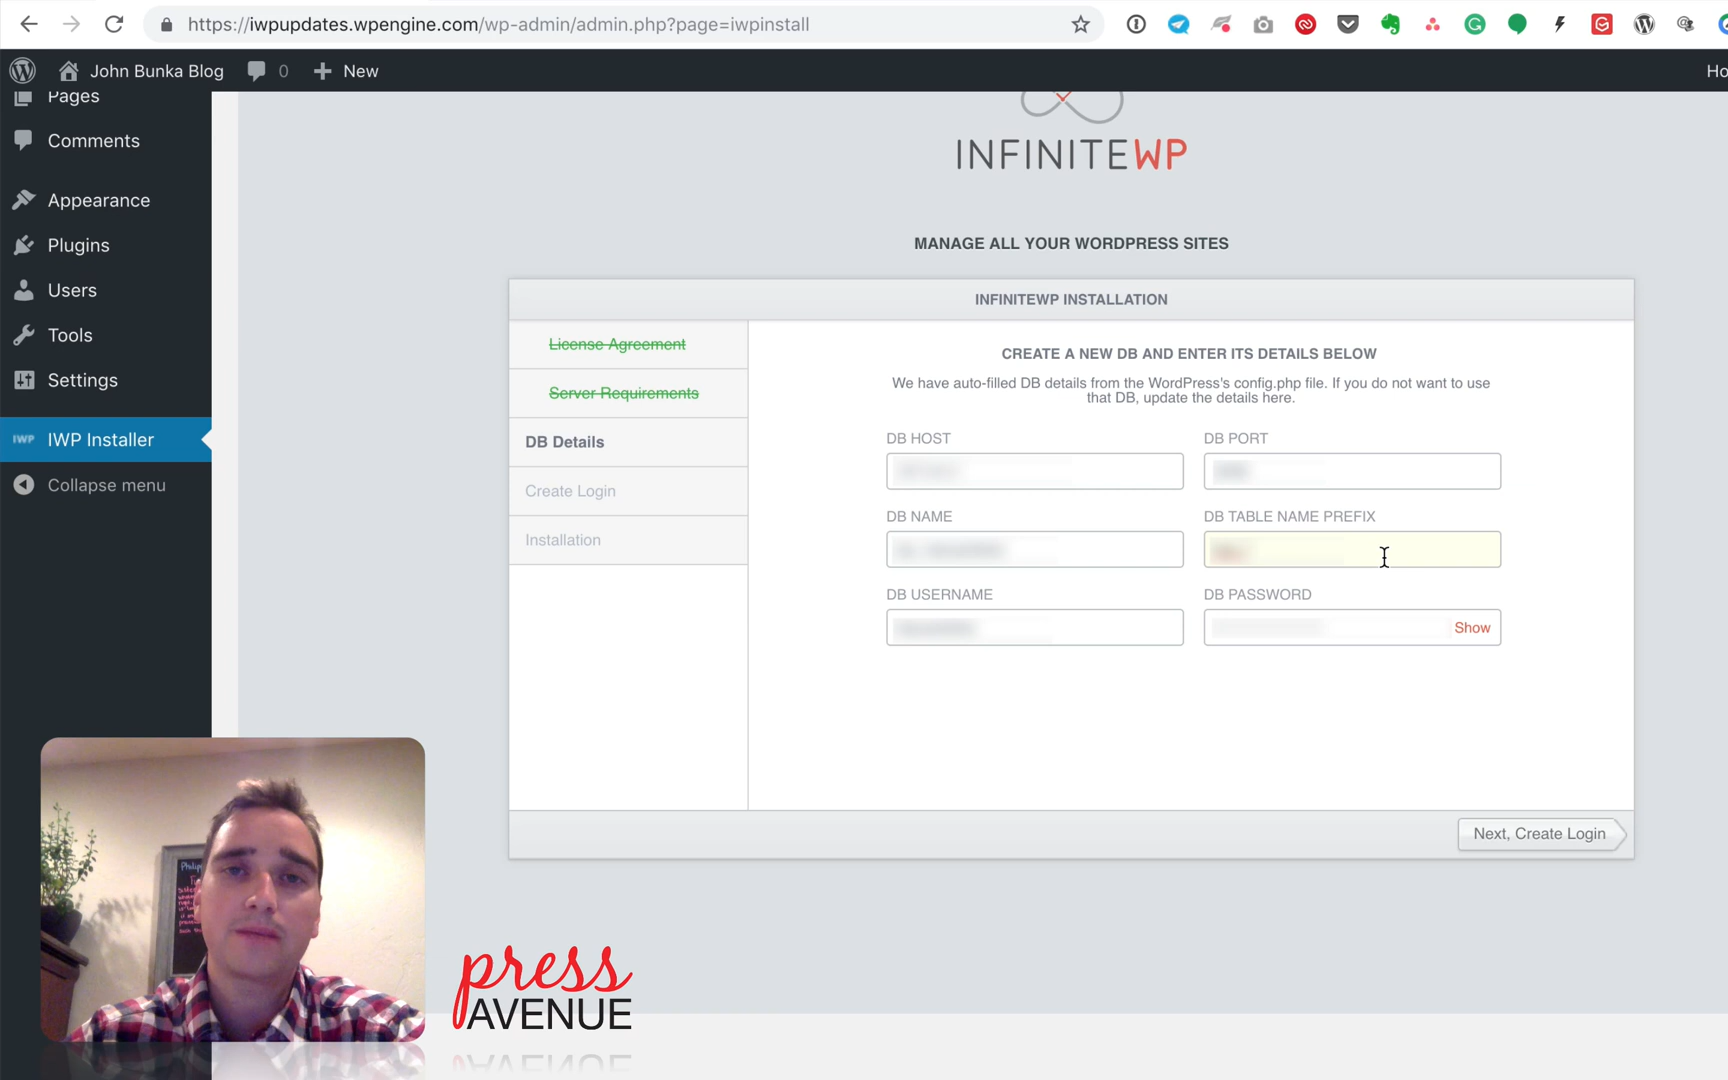 https://iwpupdates.wpengine.com/wp-admin/admin.php?page=iwpinstall
John Bunka Blog 0 New Ho
Pages
Comments
Appearance
Plugins
Users
Tools
Settings
IWP IWP Installer
Collapse menu
INFINITEWP
MANAGE ALL YOUR WORDPRESS SITES
INFINITEWP INSTALLATION
License Agreement
Server Requirements
DB Details
Create Login
Installation
CREATE A NEW DB AND ENTER ITS DETAILS BELOW
We have auto-filled DB details from the WordPress's config.php file. If you do not want to use
that DB, update the details here.
DB HOST DB PORT
DB NAME DB TABLE NAME PREFIX
DB USERNAME DB PASSWORD
Show
Next, Create Login
press
AVENUE